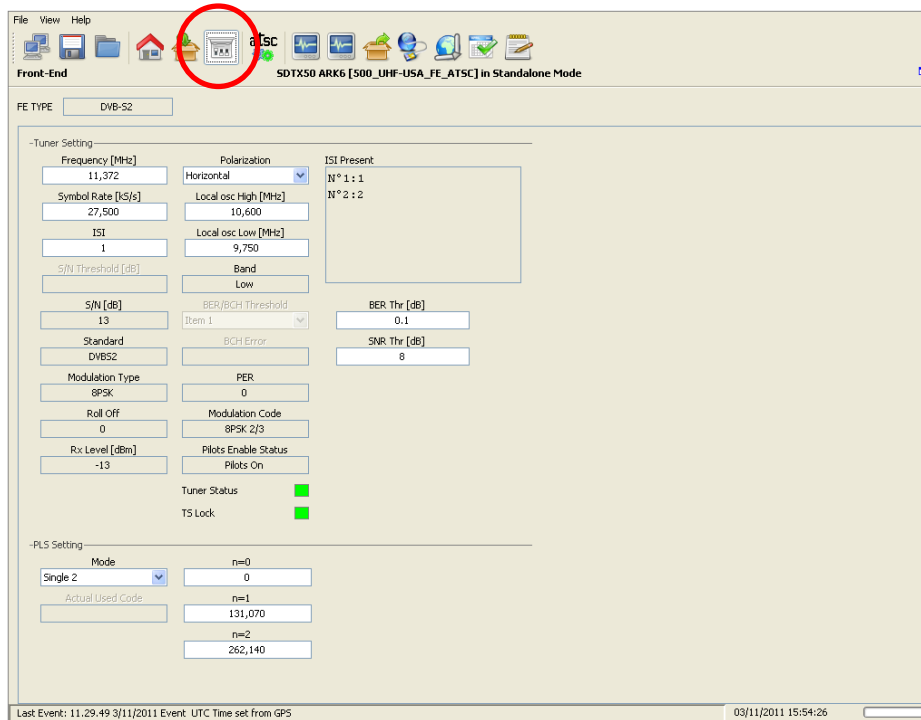 File View Help
atsc
Front-End SDTX50 ARK6 [500_UHF-USA_FE_ATSC] in Standalone Mode
FE TYPE DVB-S2
Tuner Setting
Frequency [MHz] Polarization ISI Present
11,372 Horizontal N°1:1
N°2:2
Symbol Rate [kS/s] Local osc High [MHz]
27,500 10,600
ISI Local osc Low [MHz]
1 9,750
S/N Threshold [dB] Band
Low
S/N [dB] BER/BCH Threshold BER Thr [dB]
13 Item 1 0.1
Standard BCH Error SNR Thr [dB]
DVBS2 8
Modulation Type PER
8PSK 0
Roll Off Modulation Code
0 8PSK 2/3
Rx Level [dBm] Pilots Enable Status
-13 Pilots On
Tuner Status
TS Lock
PLS Setting
Mode n=0
Single 2 0
Actual Used Code n=1
131,070
n=2
262,140
Last Event: 11.29.49 3/11/2011 Event UTC Time set from GPS 03/11/2011 15:54:26